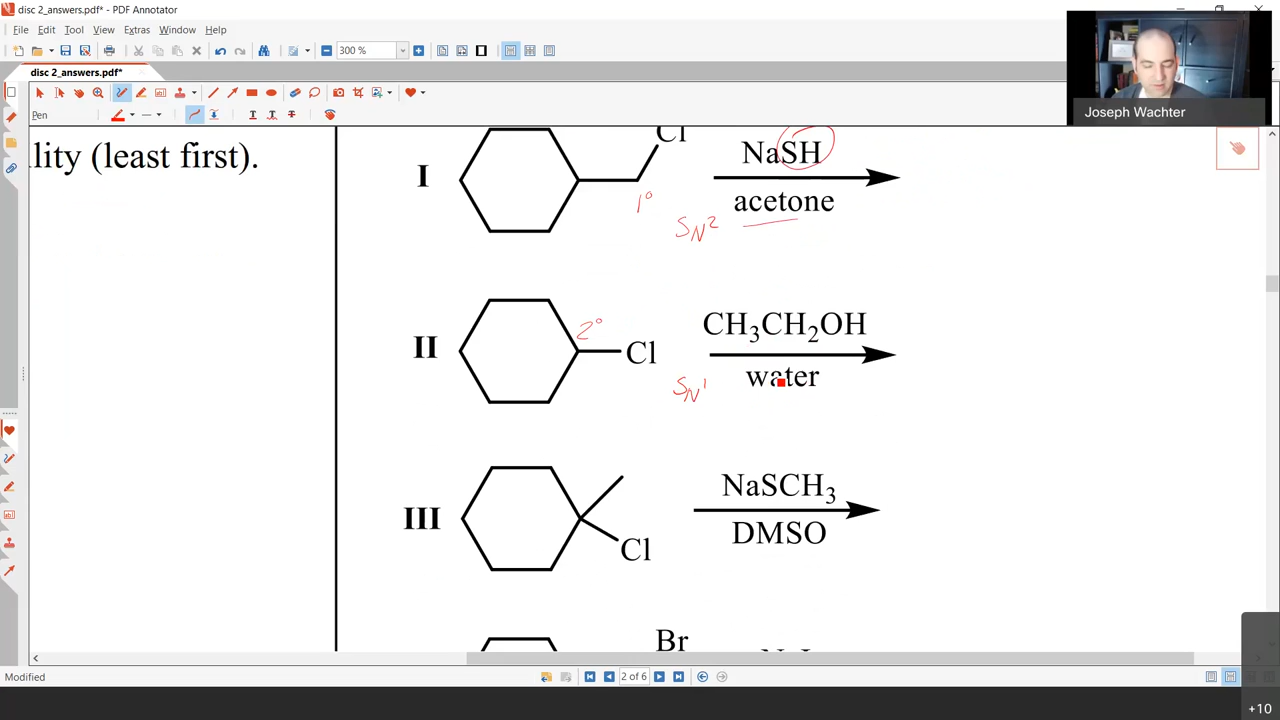 disc 2_answers.pdf* - PDF Annotator
File Edit Tool View Extras Window Help
300 %
disc 2_answers.pdf*
Pen
Joseph Wachter
lity (least first).
I
Cl
1°
SN2
NaSH
acetone
II
2°
Cl
SN1
CH3CH2OH
water
III
Cl
NaSCH3
DMSO
Br
Modified
2 of 6
+10